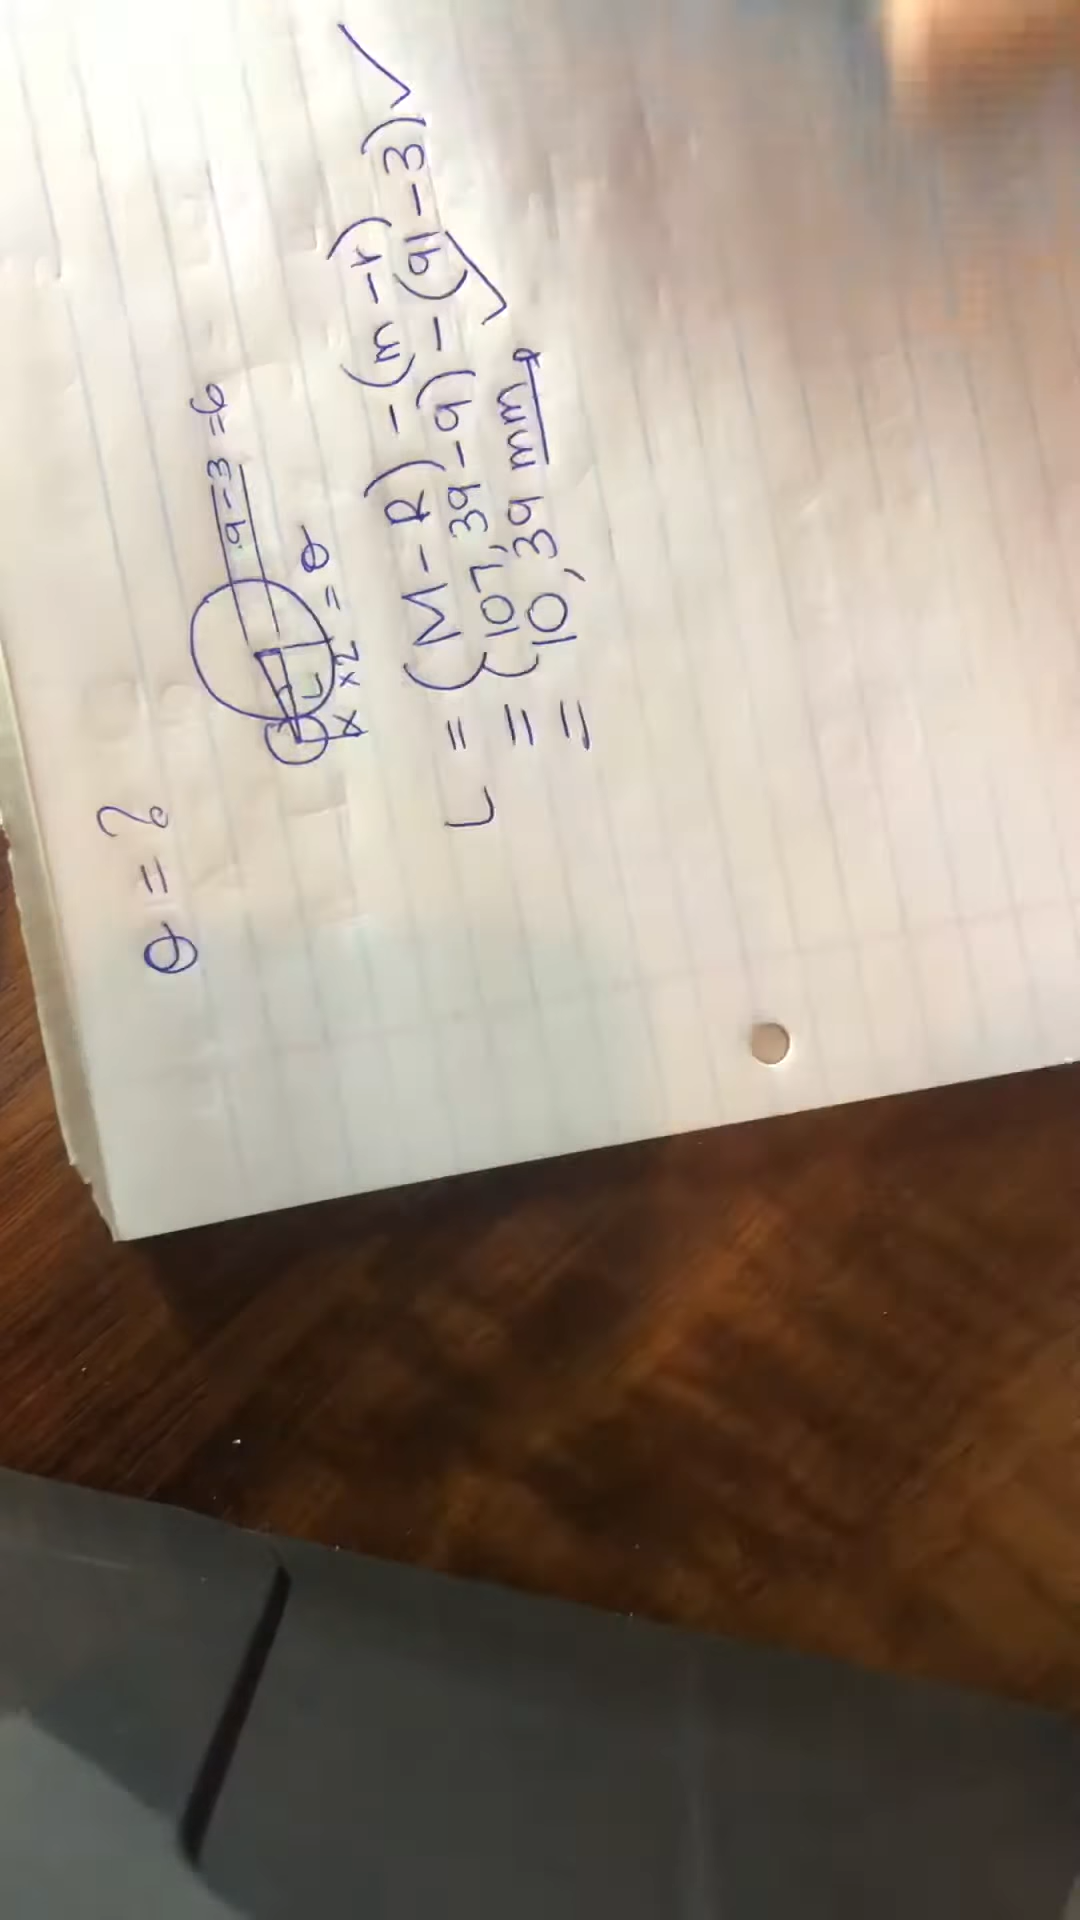 θ = ?
9-3 = 6
L
x x2 = θ
L = (M - R) - (m - r)
= (107,39 - 9) - (91 - 3) ✓
= 10,39 mm